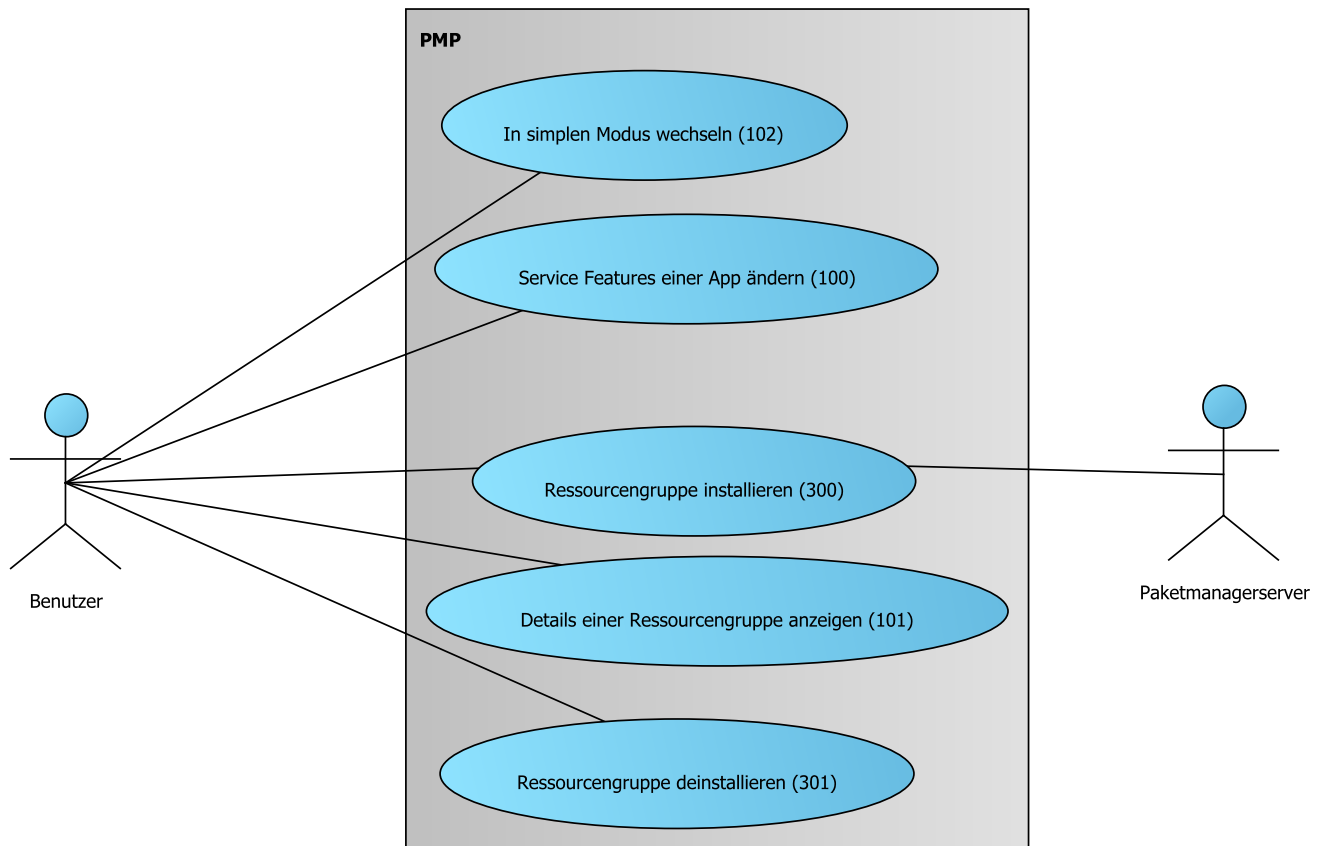 PMP
In simplen Modus wechseln (102)
Service Features einer App ändern (100)
Ressourcengruppe installieren (300)
Details einer Ressourcengruppe anzeigen (101)
Ressourcengruppe deinstallieren (301)
Benutzer
Paketmanagerserver